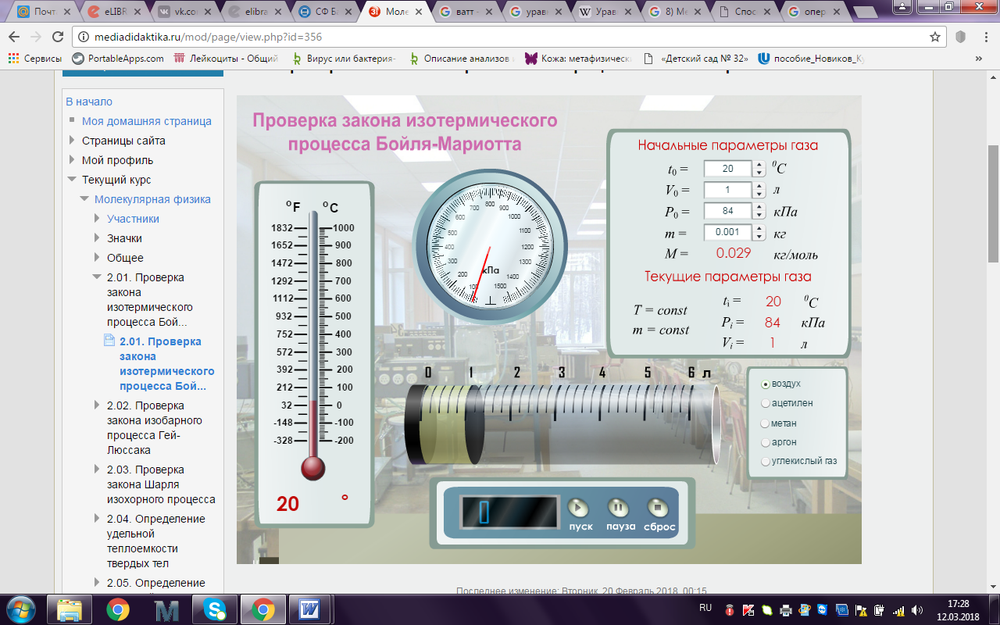 Почт
eLIBR
vk.co
elibra
СФ Б
Моле
ватт -
урав
Урав
8) М
Спос
опер
mediadidaktika.ru/mod/page/view.php?id=356
Сервисы
PortableApps.com
Лейкоциты - Общий
Вирус или бактерия-
Описание анализов
Кожа: метафизическ
«Детский сад № 32»
пособие_Новиков_К
»
В начало
Моя домашняя страница
Страницы сайта
Мой профиль
Текущий курс
Молекулярная физика
Участники
Значки
Общее
2.01. Проверка
закона
изотермического
процесса Бой...
2.01. Проверка
закона
изотермического
процесса Бой...
2.02. Проверка
закона
изобарного
процесса Гей-
Люссака
2.03. Проверка
закона Шарля
изохорного процесса
2.04. Определение
удельной
теплоемкости
твердых тел
2.05. Определение
Проверка закона изотермического
процесса Бойля-Мариотта
°F °C
1832 1000
1652 900
1472 800
1292 700
1112 600
932 500
752 400
572 300
392 200
212 100
32 0
-148 -100
-328 -200
20 °
100 200 300 400 500 600 700 800 900 1000 1100 1200 1300 1400 1500
кПа
Начальные параметры газа
t0 = 20 0C
V0 = 1 л
P0 = 84 кПа
m = 0.001 кг
M = 0.029 кг/моль
Текущие параметры газа
T = const
m = const
ti = 20 0C
Pi = 84 кПа
Vi = 1 л
0 1 2 3 4 5 6 л
воздух
ацетилен
метан
аргон
углекислый газ
0
пуск пауза сброс
Последнее изменение: Вторник, 20 Февраль 2018, 00:15
RU
17:28
12.03.2018